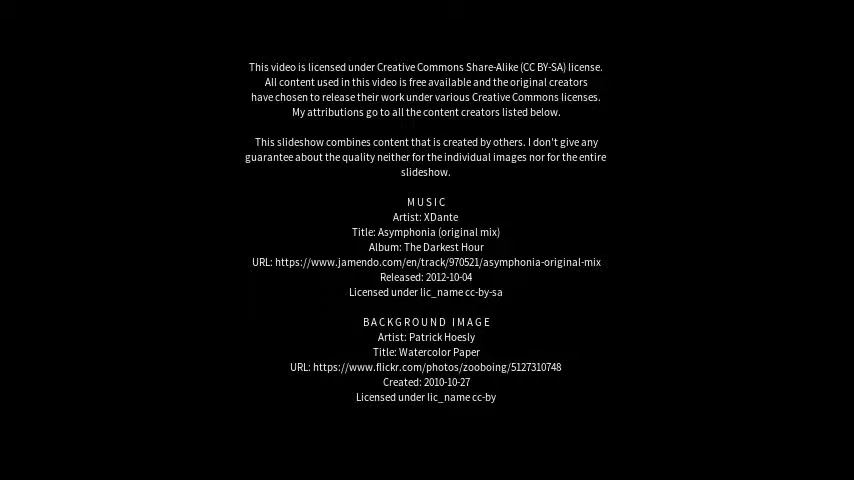 This video is licensed under Creative Commons Share-Alike (CC BY-SA) license.
All content used in this video is free available and the original creators
have chosen to release their work under various Creative Commons licenses.
My attributions go to all the content creators listed below.
This slideshow combines content that is created by others. I don't give any
guarantee about the quality neither for the individual images nor for the entire
slideshow.
MUSIC
Artist: XDante
Title: Asymphonia (original mix)
Album: The Darkest Hour
URL: https://www.jamendo.com/en/track/970521/asymphonia-original-mix
Released: 2012-10-04
Licensed under lic_name cc-by-sa
BACKGROUND IMAGE
Artist: Patrick Hoesly
Title: Watercolor Paper
URL: https://www.flickr.com/photos/zooboing/5127310748
Created: 2010-10-27
Licensed under lic_name cc-by